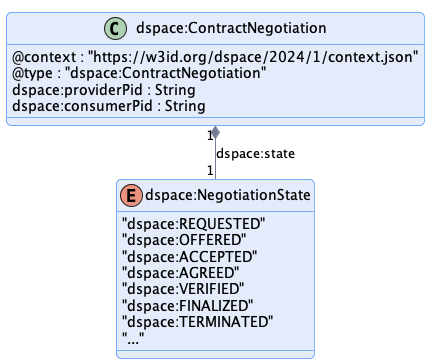 C dspace:ContractNegotiation
@context : "https://w3id.org/dspace/2024/1/context.json"
@type : "dspace:ContractNegotiation"
dspace:providerPid : String
dspace:consumerPid : String
1
dspace:state
1
E dspace:NegotiationState
"dspace:REQUESTED"
"dspace:OFFERED"
"dspace:ACCEPTED"
"dspace:AGREED"
"dspace:VERIFIED"
"dspace:FINALIZED"
"dspace:TERMINATED"
"..."